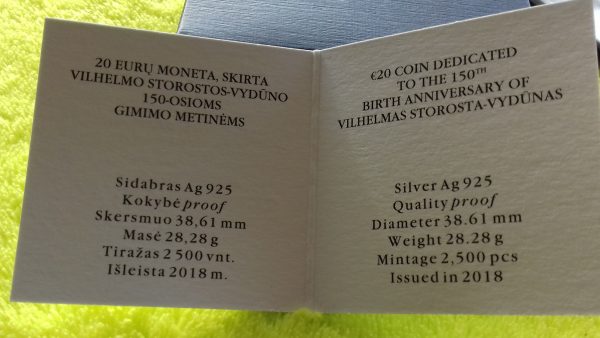 20 EURŲ MONETA, SKIRTA
VILHELMO STOROSTOS-VYDŪNO
150-OSIOMS
GIMIMO METINĖMS
Sidabras Ag 925
Kokybė proof
Skersmuo 38,61 mm
Masė 28,28 g
Tiražas 2 500 vnt.
Išleista 2018 m.
€20 COIN DEDICATED
TO THE 150TH
BIRTH ANNIVERSARY OF
VILHELMAS STOROSTA-VYDŪNAS
Silver Ag 925
Quality proof
Diameter 38.61 mm
Weight 28.28 g
Mintage 2,500 pcs
Issued in 2018